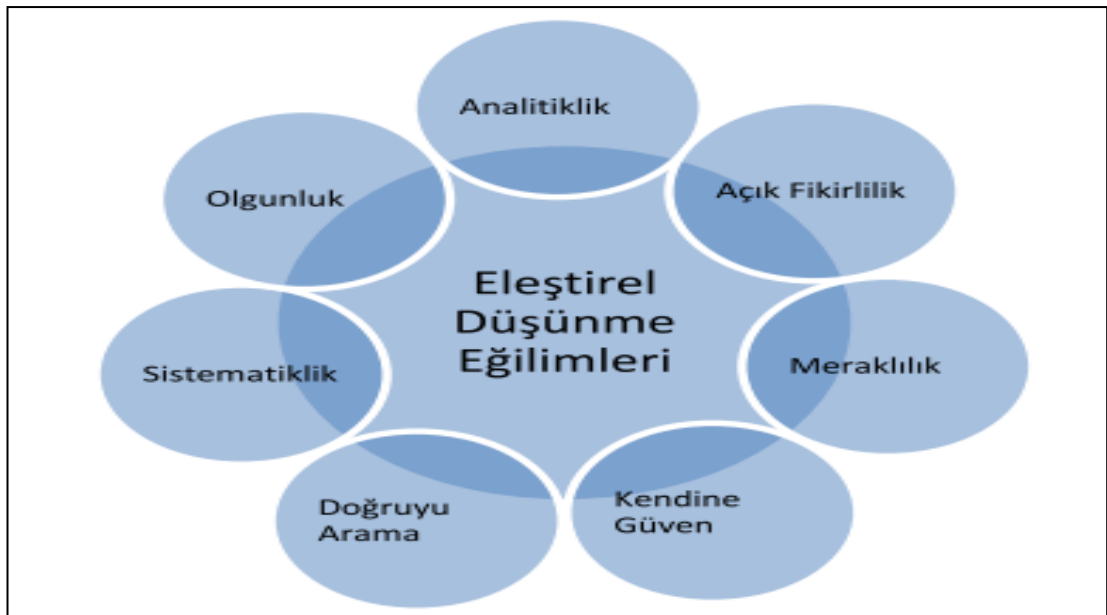 Analitiklik
Açık Fikirlilik
Olgunluk
Eleştirel
Düşünme
Eğilimleri
Meraklılık
Sistematiklik
Kendine
Güven
Doğruyu
Arama